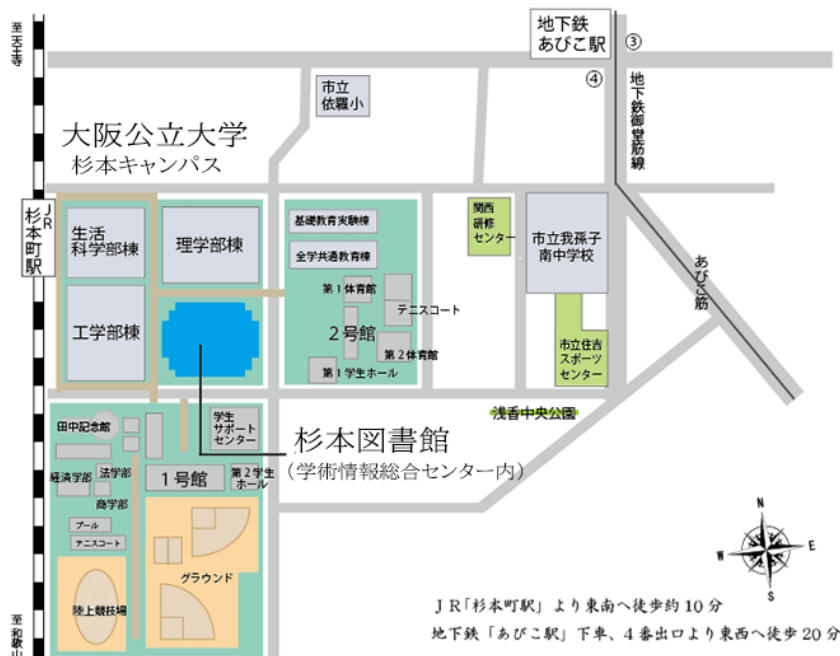 至天王寺
地下鉄
あびこ駅
③
④
地下鉄御堂筋線
市立
依羅小
大阪公立大学
杉本キャンパス
JR
杉本町駅
生活
科学部棟
理学部棟
基礎教育実験棟
全学共通教育棟
関西
研修
センター
市立我孫子
南中学校
あびこ筋
第1体育館
テニスコート
工学部棟
2号館
第2体育館
第1学生ホール
市立住吉
スポーツ
センター
浅香中央公園
田中記念館
学生
サポート
センター
杉本図書館
（学術情報総合センター内）
経済学部
法学部
1号館
第2学生
ホール
商学部
プール
テニスコート
グラウンド
陸上競技場
N
W
E
S
至和歌山
JR「杉本町駅」より東南へ徒歩約10分
地下鉄「あびこ駅」下車、4番出口より東西へ徒歩20分